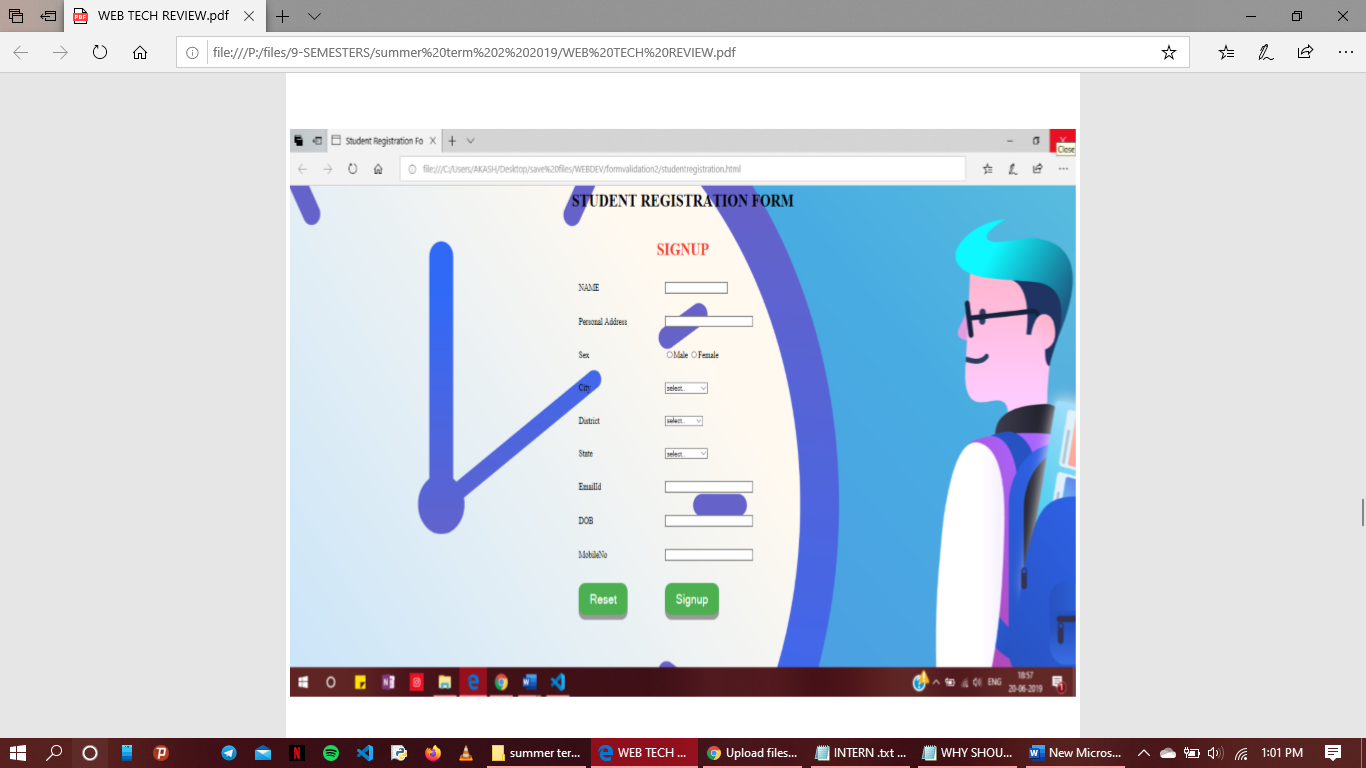 WEB TECH REVIEW.pdf
file:///P:/files/9-SEMESTERS/summer%20term%202%202019/WEB%20TECH%20REVIEW.pdf
Student Registration Fo
Close
file:///C:/Users/AKASH/Desktop/save%20files/WEBDEV/formvalidation2/studentregistration.html
STUDENT REGISTRATION FORM
SIGNUP
NAME
Personal Address
Sex Male Female
City select..
District select..
State select..
EmailId
DOB
MobileNo
Reset Signup
ENG 18:57
20-06-2019
1
summer ter... WEB TECH ... Upload files... INTERN .txt ... WHY SHOU... New Micros... 1:01 PM